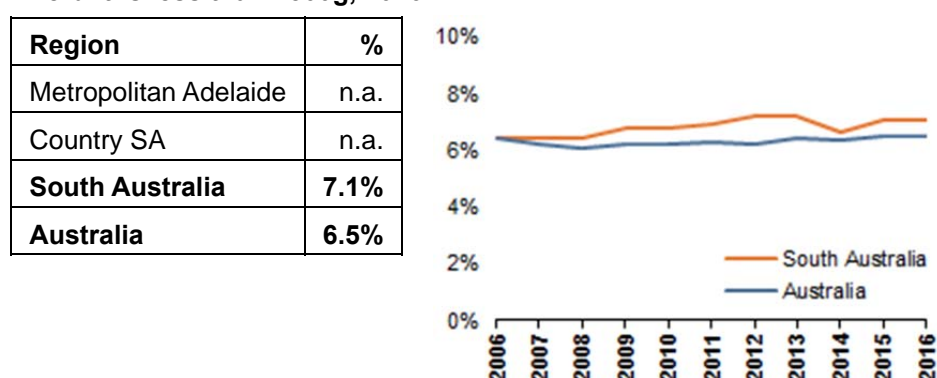 Region %
Metropolitan Adelaide n.a.
Country SA n.a.
South Australia 7.1%
Australia 6.5%
10%
8%
6%
4%
2%
0%
South Australia
Australia
2006 2007 2008 2009 2010 2011 2012 2013 2014 2015 2016